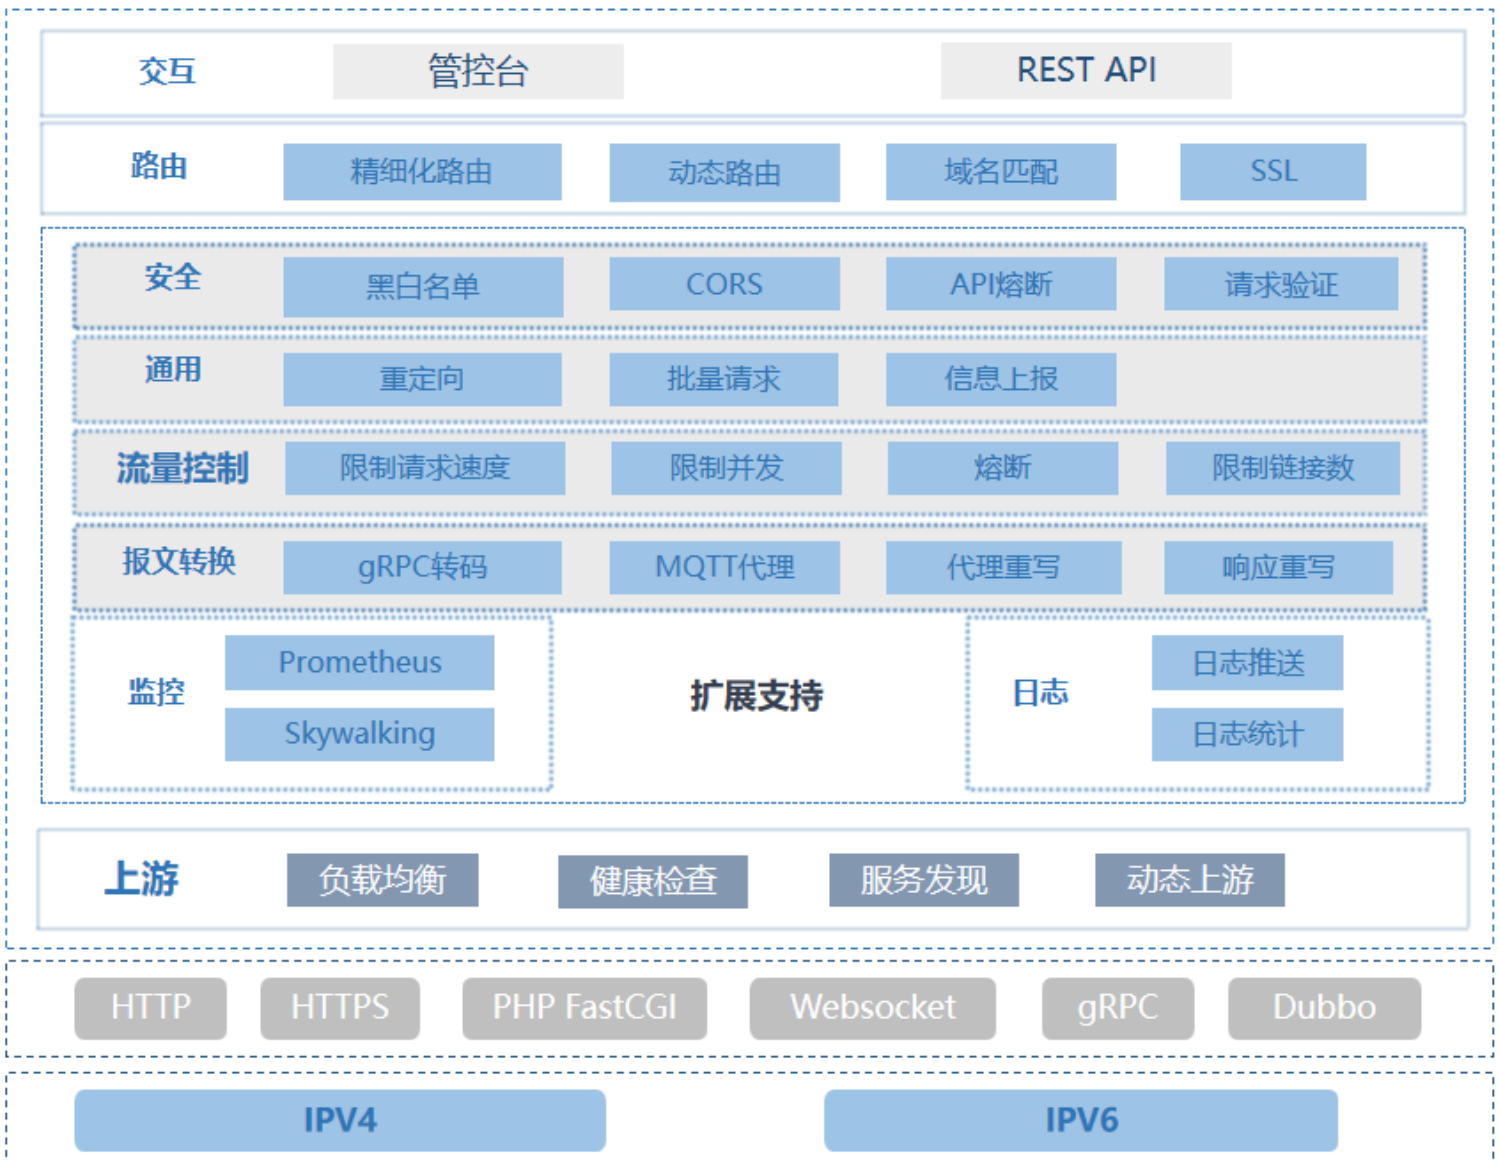 交互 管控台 REST API
路由 精细化路由 动态路由 域名匹配 SSL
安全 黑白名单 CORS API熔断 请求验证
通用 重定向 批量请求 信息上报
流量控制 限制请求速度 限制并发 熔断 限制链接数
报文转换 gRPC转码 MQTT代理 代理重写 响应重写
监控
Prometheus
Skywalking
扩展支持
日志
日志推送
日志统计
上游 负载均衡 健康检查 服务发现 动态上游
HTTP HTTPS PHP FastCGI Websocket gRPC Dubbo
IPV4 IPV6